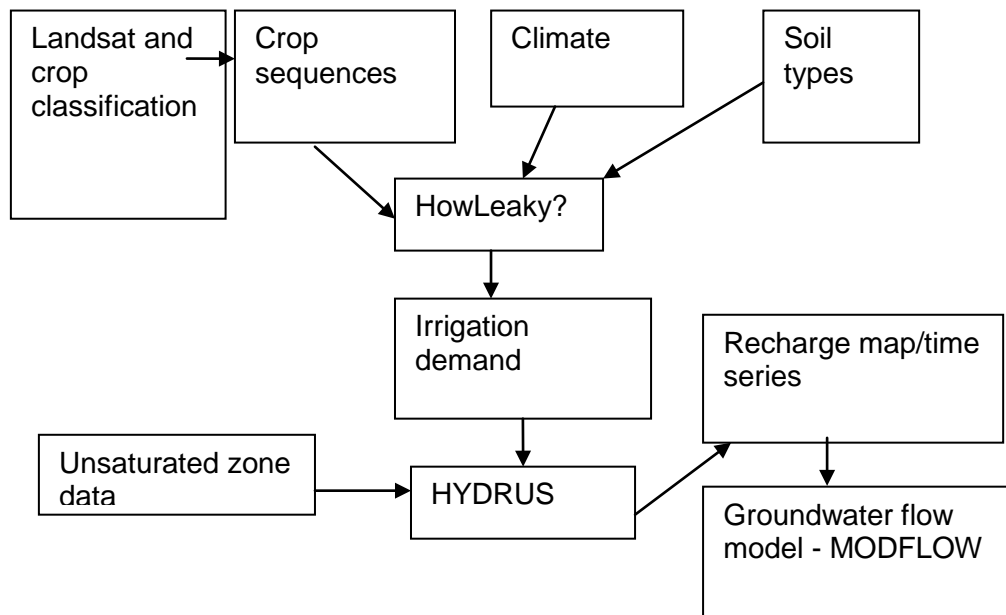 Landsat and
crop
classification
Crop
sequences
Climate
Soil
types
HowLeaky?
Irrigation
demand
Recharge map/time
series
Unsaturated zone
data
HYDRUS
Groundwater flow
model - MODFLOW